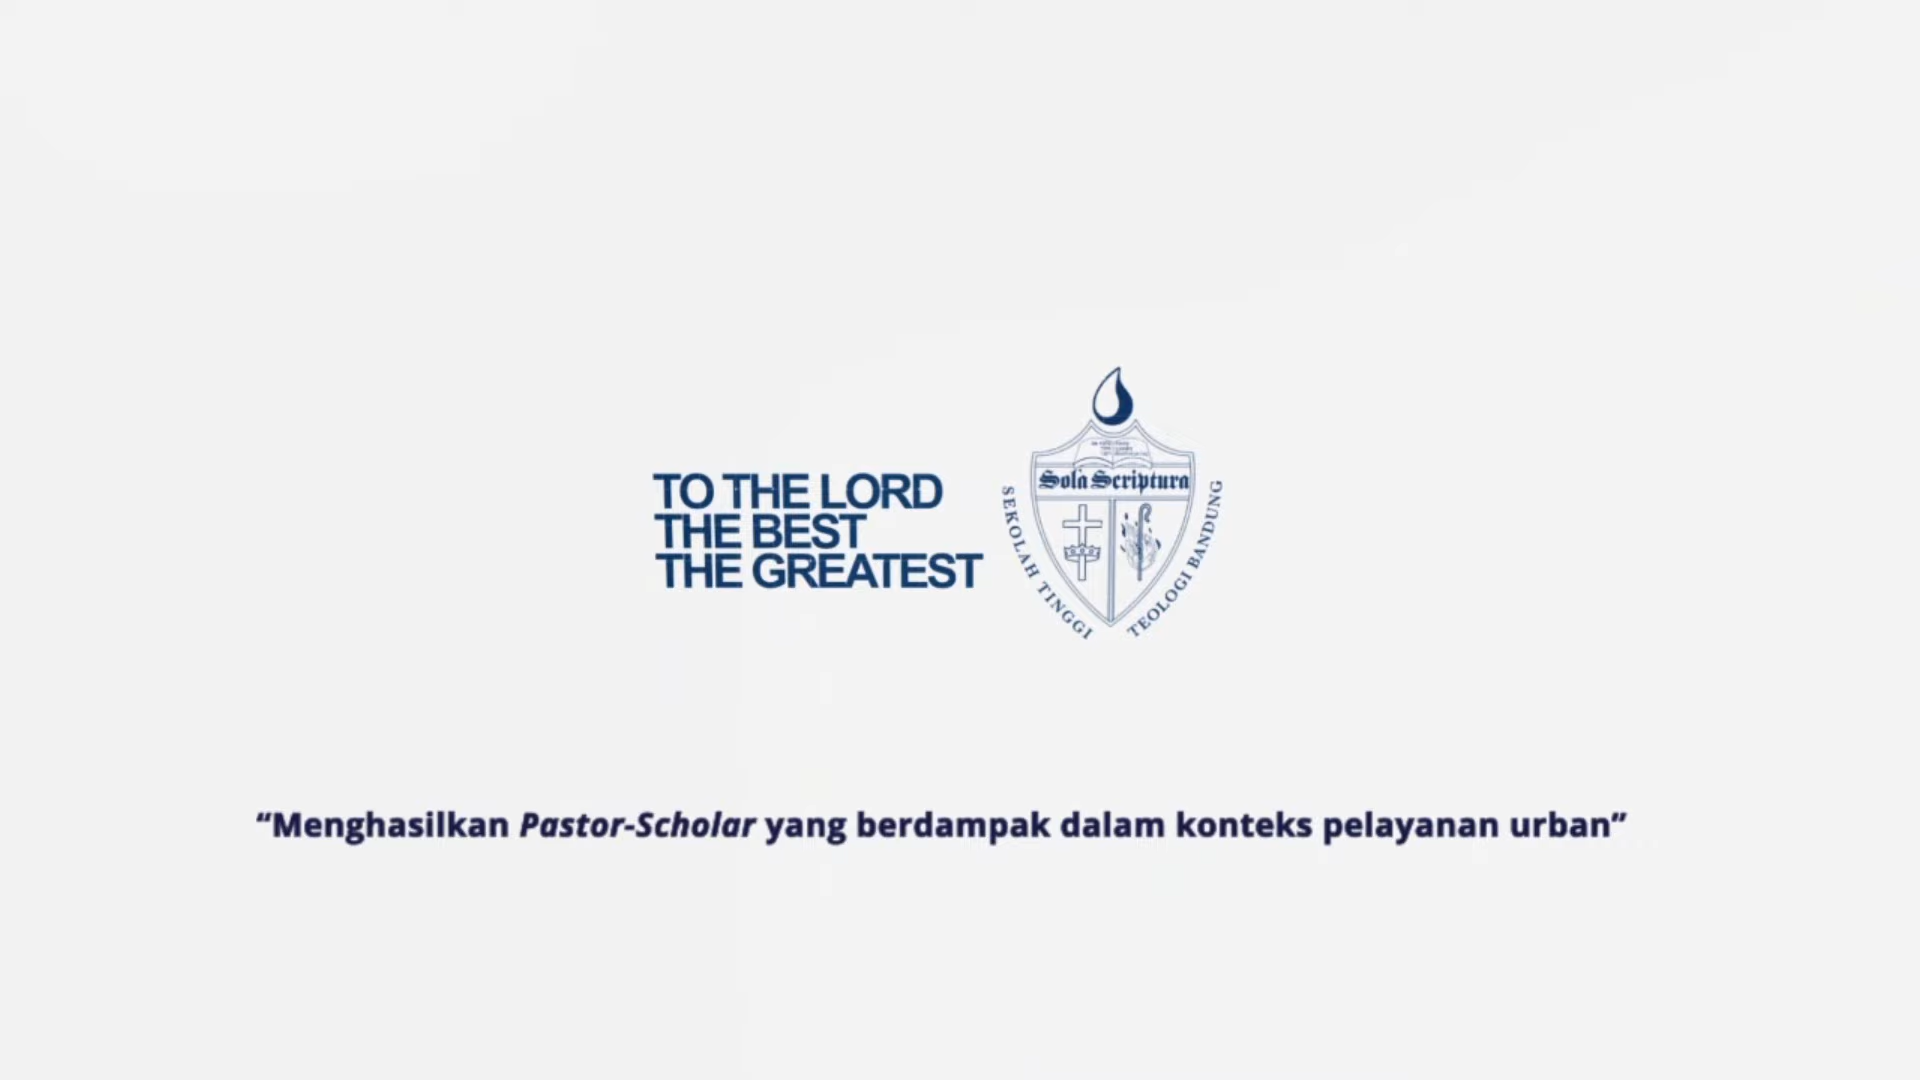 TO THE LORD
THE BEST
THE GREATEST
Sola Scriptura
SEKOLAH TINGGI TEOLOGI BANDUNG
“Menghasilkan Pastor-Scholar yang berdampak dalam konteks pelayanan urban”